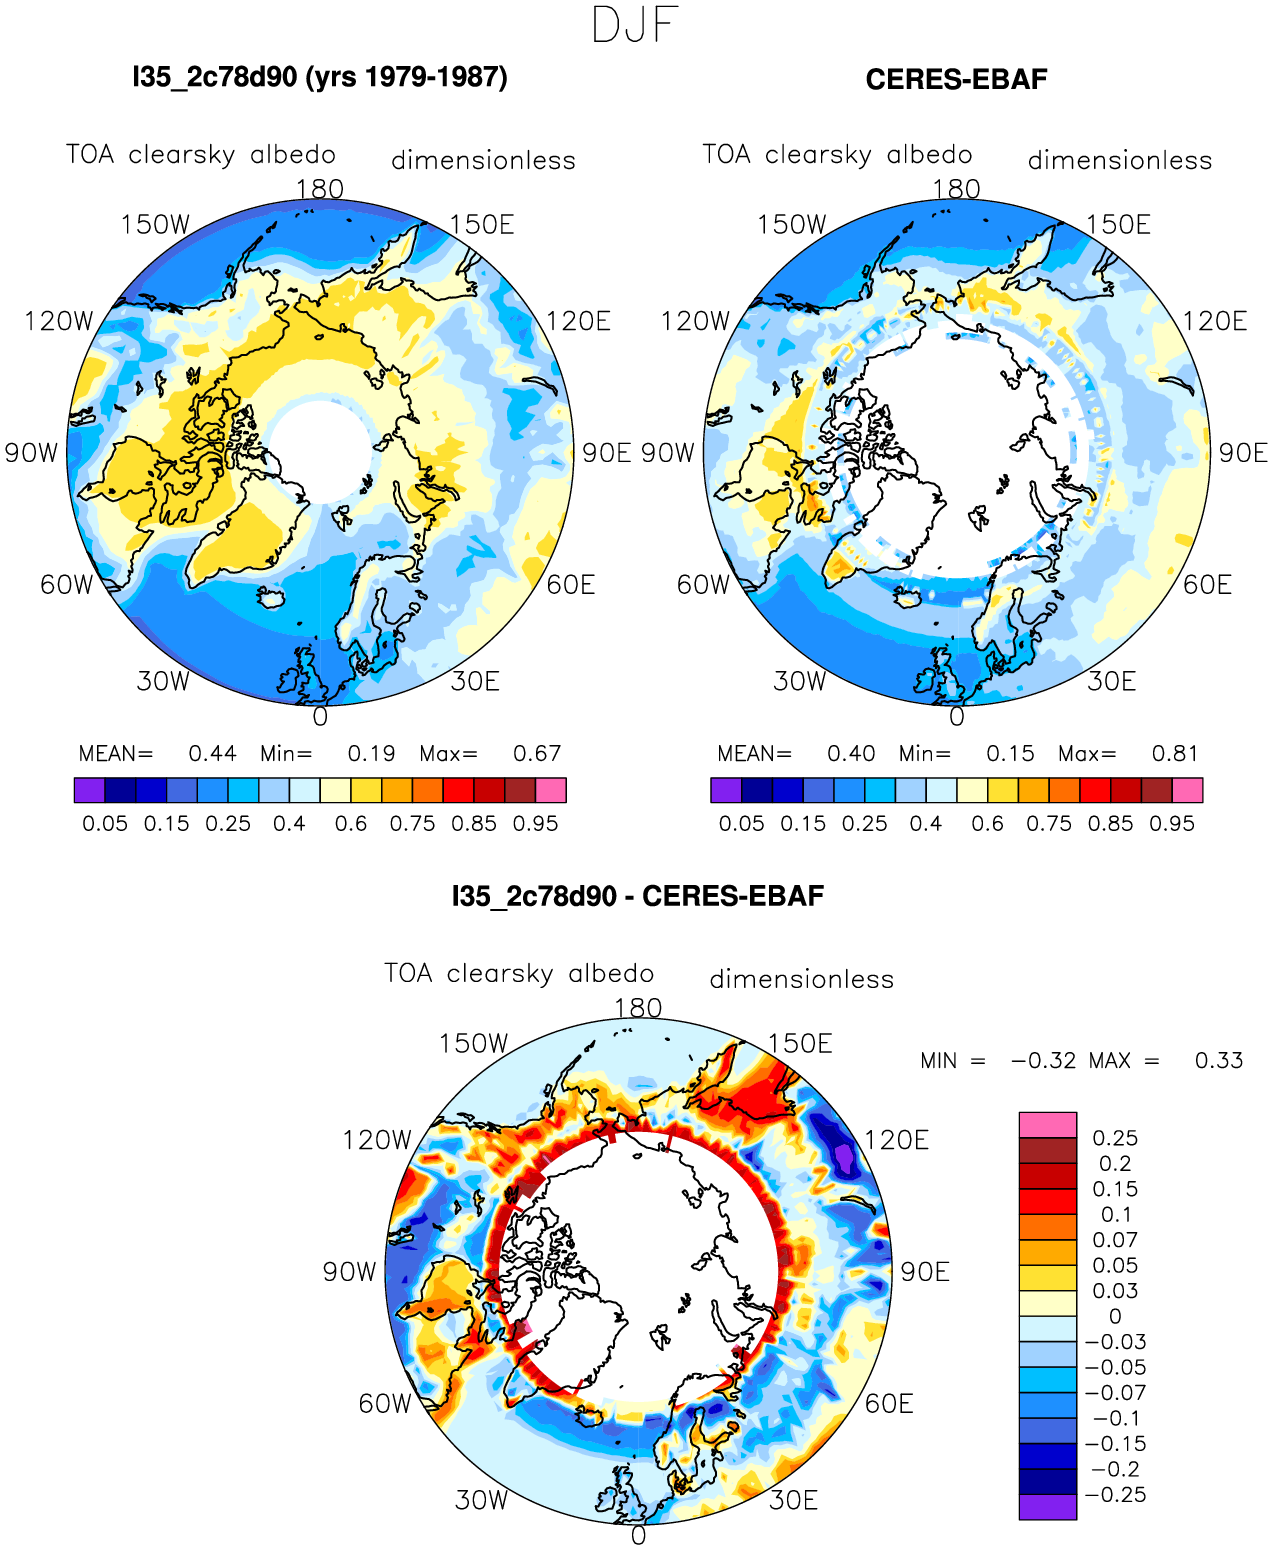 DJF
I35_2c78d90 (yrs 1979-1987)
CERES-EBAF
TOA clearsky albedo dimensionless
TOA clearsky albedo dimensionless
180
150W 150E
120W 120E
90W 90E
60W 60E
30W 30E
0
180
150W 150E
120W 120E
90W 90E
60W 60E
30W 30E
0
MEAN= 0.44 Min= 0.19 Max= 0.67
0.05 0.15 0.25 0.4 0.6 0.75 0.85 0.95
MEAN= 0.40 Min= 0.15 Max= 0.81
0.05 0.15 0.25 0.4 0.6 0.75 0.85 0.95
I35_2c78d90 - CERES-EBAF
TOA clearsky albedo dimensionless
180
150W 150E
120W 120E
90W 90E
60W 60E
30W 30E
0
MIN = −0.32 MAX = 0.33
0.25
0.2
0.15
0.1
0.07
0.05
0.03
0
−0.03
−0.05
−0.07
−0.1
−0.15
−0.2
−0.25